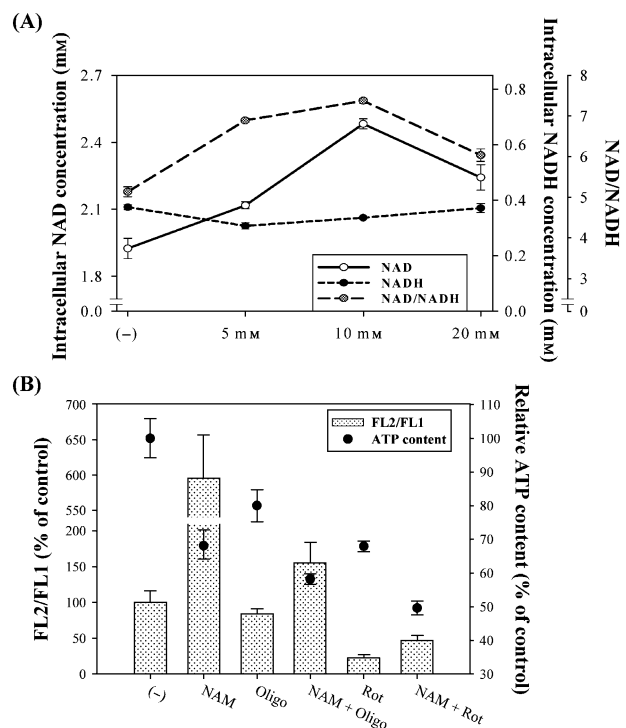 (A)
Intracellular NAD concentration (mM)
2.7
2.4
2.1
1.8
0.0
0.8
0.6
0.4
0.2
0.0
Intracellular NADH concentration (mM)
8
7
6
5
4
3
0
NAD/NADH
NAD
NADH
NAD/NADH
(–) 5 mM 10 mM 20 mM
(B)
FL2/FL1 (% of control)
700
650
600
550
200
150
100
50
0
FL2/FL1
ATP content
110
100
90
80
70
60
50
40
30
Relative ATP content (% of control)
(-) NAM Oligo NAM + Oligo Rot NAM + Rot